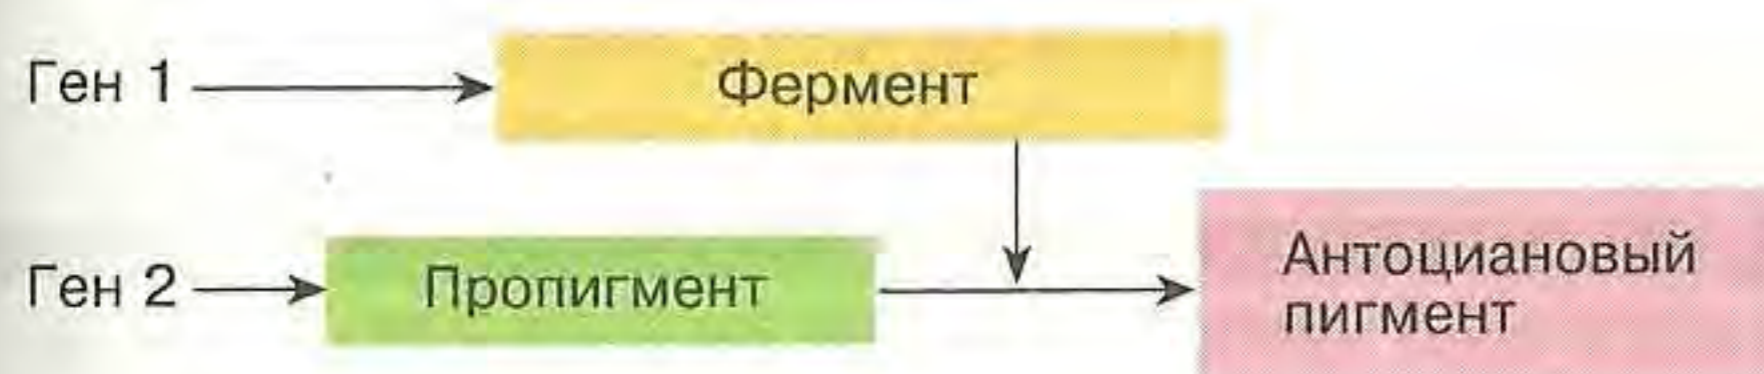 Ген 1
Фермент
Ген 2
Пропигмент
Антоциановый
пигмент